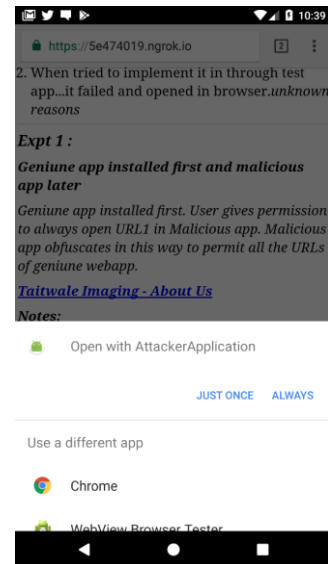 10:39
https://5e474019.ngrok.io
2
2. When tried to implement it in through test
app...it failed and opened in browser.unknown
reasons
Expt 1 :
Geniune app installed first and malicious
app later
Geniune app installed first. User gives permission
to always open URL1 in Malicious app. Malicious
app obfuscates in this way to permit all the URLs
of geniune webapp.
Taitwale Imaging - About Us
Notes:
Open with AttackerApplication
JUST ONCE ALWAYS
Use a different app
Chrome
WebView Browser Tester